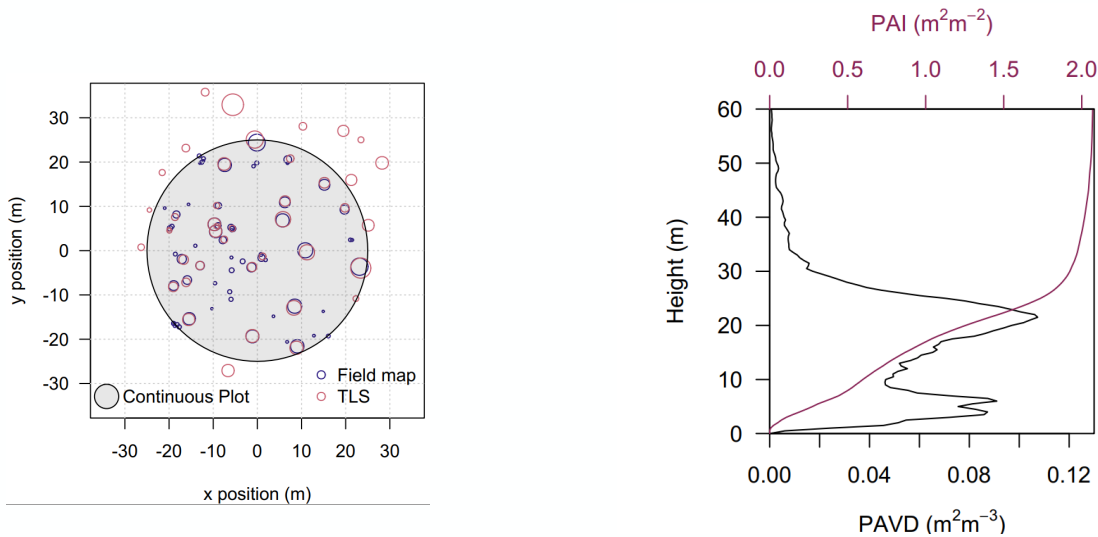 30
20
10
0
-10
-20
-30
y position (m)
Field map
Continuous Plot
TLS
-30 -20 -10 0 10 20 30
x position (m)
PAI (m²m⁻²)
0.0 0.5 1.0 1.5 2.0
60
50
40
30
20
10
0
Height (m)
0.00 0.04 0.08 0.12
PAVD (m²m⁻³)